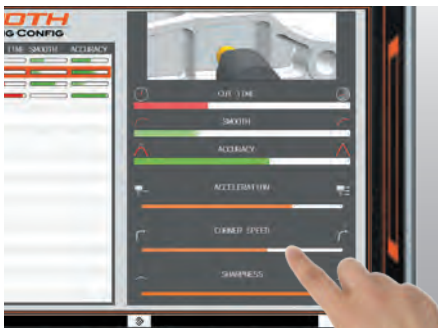 OTH
G CONFIG
TIME SMOOTH ACCURACY
CUT TIME
SMOOTH
ACCURACY
ACCELERATION
CORNER SPEED
SHARPNESS